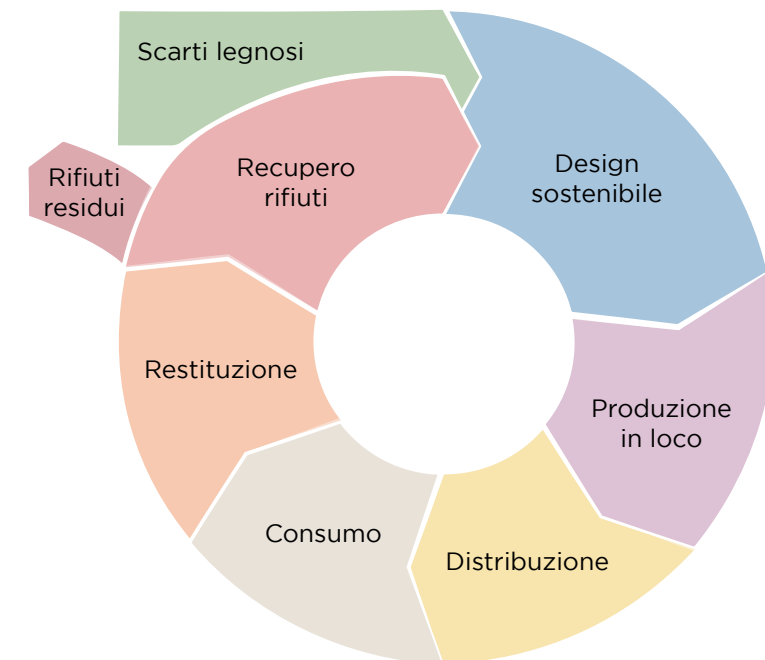 Scarti legnosi
Recupero
rifiuti
Rifiuti
residui
Design
sostenibile
Restituzione
Produzione
in loco
Consumo
Distribuzione